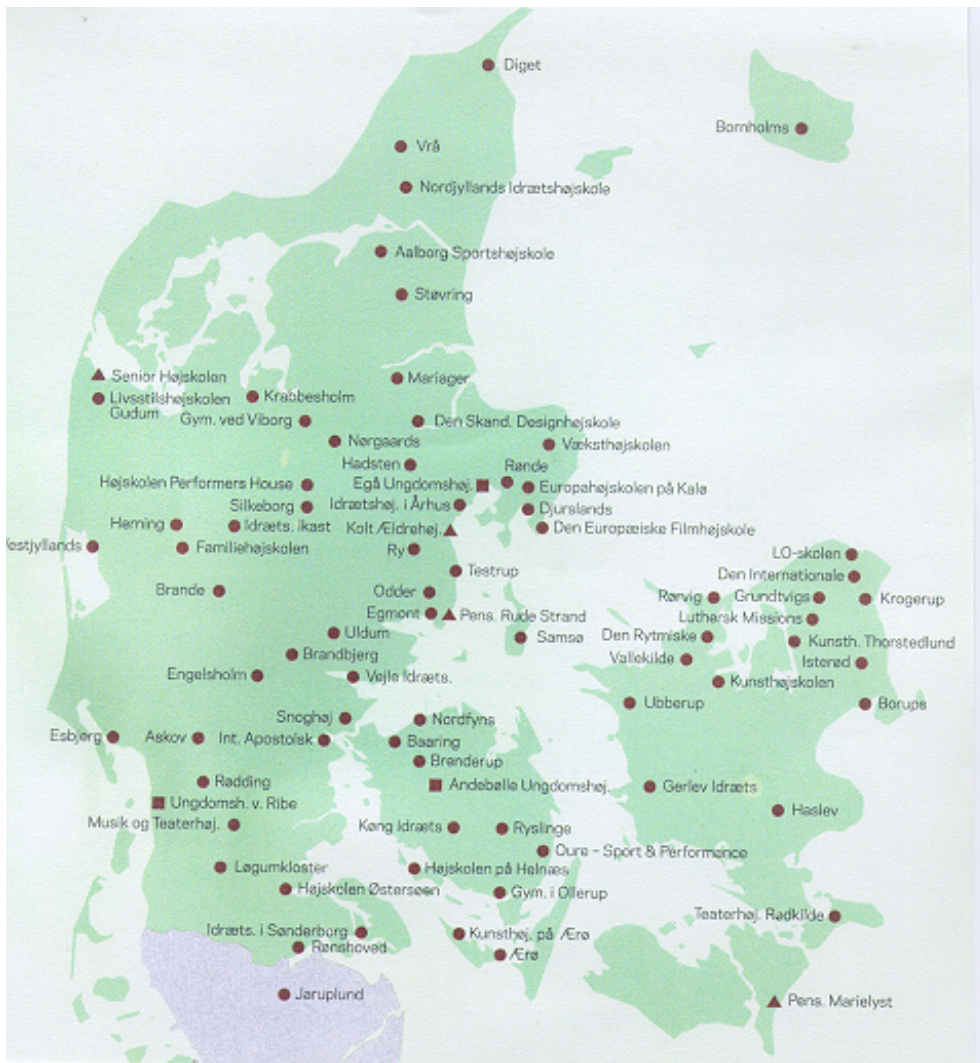 Diget
Bornholms
Vrå
Nordjyllands Idrætshøjskole
Aalborg Sportshøjskole
Støvring
Senior Højskolen
Mariager
Livsstilshøjskolen
Gudum
Krabbesholm
Gym. ved Viborg
Den Skand. Designhøjskole
Nørgaards
Væksthøjskolen
Hadsten
Rønde
Højskolen Performers House
Egå Ungdomshøj.
Europahøjskolen på Kalø
Silkeborg
Idrætshøj. i Århus
Djurslands
Herning
Idræts. Ikast
Kolt Ældrehøj.
Den Europæiske Filmhøjskole
Vestjyllands
Familiehøjskolen
Ry
LO-skolen
Testrup
Den Internationale
Brande
Odder
Rørvig
Grundtvigs
Krogerup
Egmont
Pens. Rude Strand
Luthersk Missions
Uldum
Samsø
Den Rytmiske
Kunsth. Thorstedlund
Brandbjerg
Vallekilde
Isterød
Engelsholm
Vejle Idræts.
Kunsthøjskolen
Ubberup
Borups
Snoghøj
Nordfyns
Esbjerg
Askov
Int. Apostolsk
Baaring
Brenderup
Rødding
Andebølle Ungdomshøj.
Gerlev Idræts
Ungdomsh. v. Ribe
Haslev
Musik og Teaterhøj.
Køng Idræts
Ryslinge
Oure - Sport & Performance
Løgumkloster
Højskolen på Helnæs
Højskolen Østersøen
Gym. i Ollerup
Teaterhøj. Rødkilde
Idræts. i Sønderborg
Kunsthøj. på Ærø
Rønshoved
Ærø
Jaruplund
Pens. Marielyst